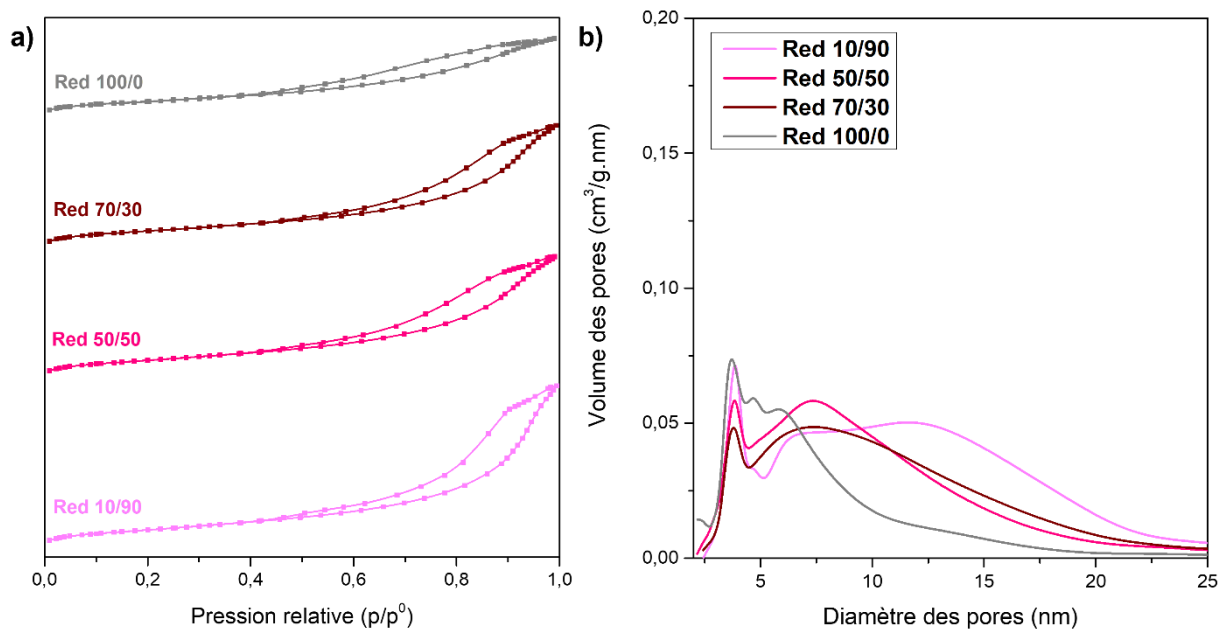 a)
Red 100/0
Red 70/30
Red 50/50
Red 10/90
0,0 0,2 0,4 0,6 0,8 1,0
Pression relative (p/p⁰)
b)
Red 10/90
Red 50/50
Red 70/30
Red 100/0
0,20
0,15
0,10
0,05
0,00
Volume des pores (cm³/g.nm)
5 10 15 20 25
Diamètre des pores (nm)